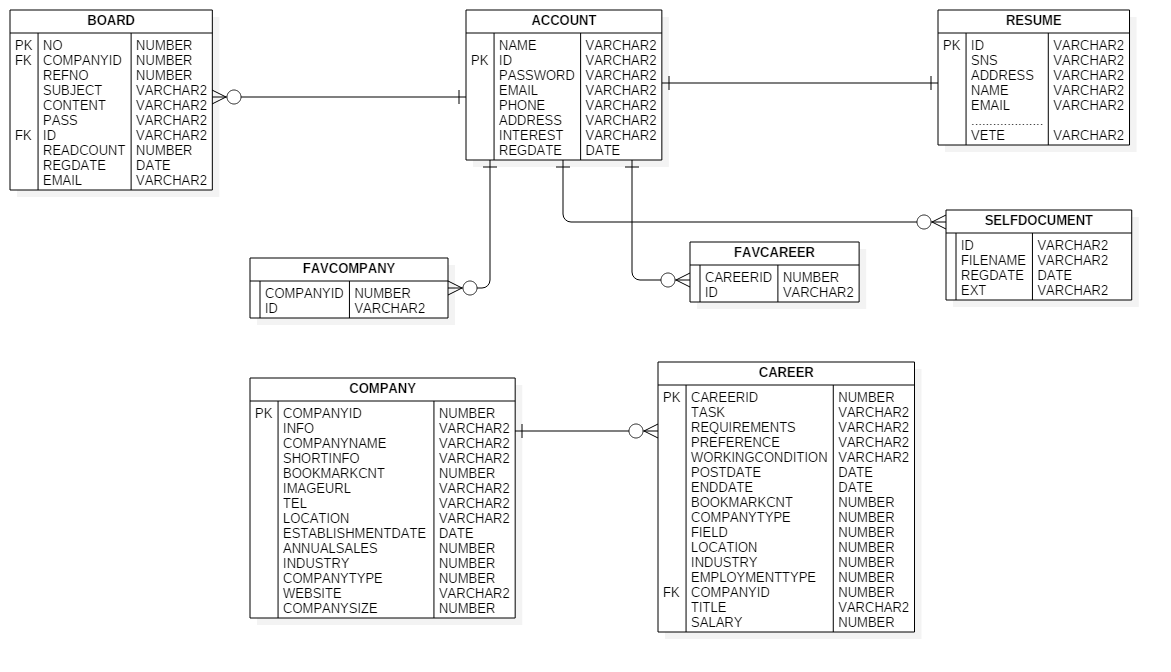 BOARD
PK NO NUMBER
FK COMPANYID NUMBER
REFNO NUMBER
SUBJECT VARCHAR2
CONTENT VARCHAR2
PASS VARCHAR2
FK ID VARCHAR2
READCOUNT NUMBER
REGDATE DATE
EMAIL VARCHAR2
ACCOUNT
NAME VARCHAR2
PK ID VARCHAR2
PASSWORD VARCHAR2
EMAIL VARCHAR2
PHONE VARCHAR2
ADDRESS VARCHAR2
INTEREST VARCHAR2
REGDATE DATE
RESUME
PK ID VARCHAR2
SNS VARCHAR2
ADDRESS VARCHAR2
NAME VARCHAR2
EMAIL VARCHAR2
....................
VETE VARCHAR2
SELFDOCUMENT
ID VARCHAR2
FILENAME VARCHAR2
REGDATE DATE
EXT VARCHAR2
FAVCOMPANY
COMPANYID NUMBER
ID VARCHAR2
FAVCAREER
CAREERID NUMBER
ID VARCHAR2
COMPANY
PK COMPANYID NUMBER
INFO VARCHAR2
COMPANYNAME VARCHAR2
SHORTINFO VARCHAR2
BOOKMARKCNT NUMBER
IMAGEURL VARCHAR2
TEL VARCHAR2
LOCATION VARCHAR2
ESTABLISHMENTDATE DATE
ANNUALSALES NUMBER
INDUSTRY NUMBER
COMPANYTYPE NUMBER
WEBSITE VARCHAR2
COMPANYSIZE NUMBER
CAREER
PK CAREERID NUMBER
TASK VARCHAR2
REQUIREMENTS VARCHAR2
PREFERENCE VARCHAR2
WORKINGCONDITION VARCHAR2
POSTDATE DATE
ENDDATE DATE
BOOKMARKCNT NUMBER
COMPANYTYPE NUMBER
FIELD NUMBER
LOCATION NUMBER
INDUSTRY NUMBER
EMPLOYMENTTYPE NUMBER
FK COMPANYID NUMBER
TITLE VARCHAR2
SALARY NUMBER